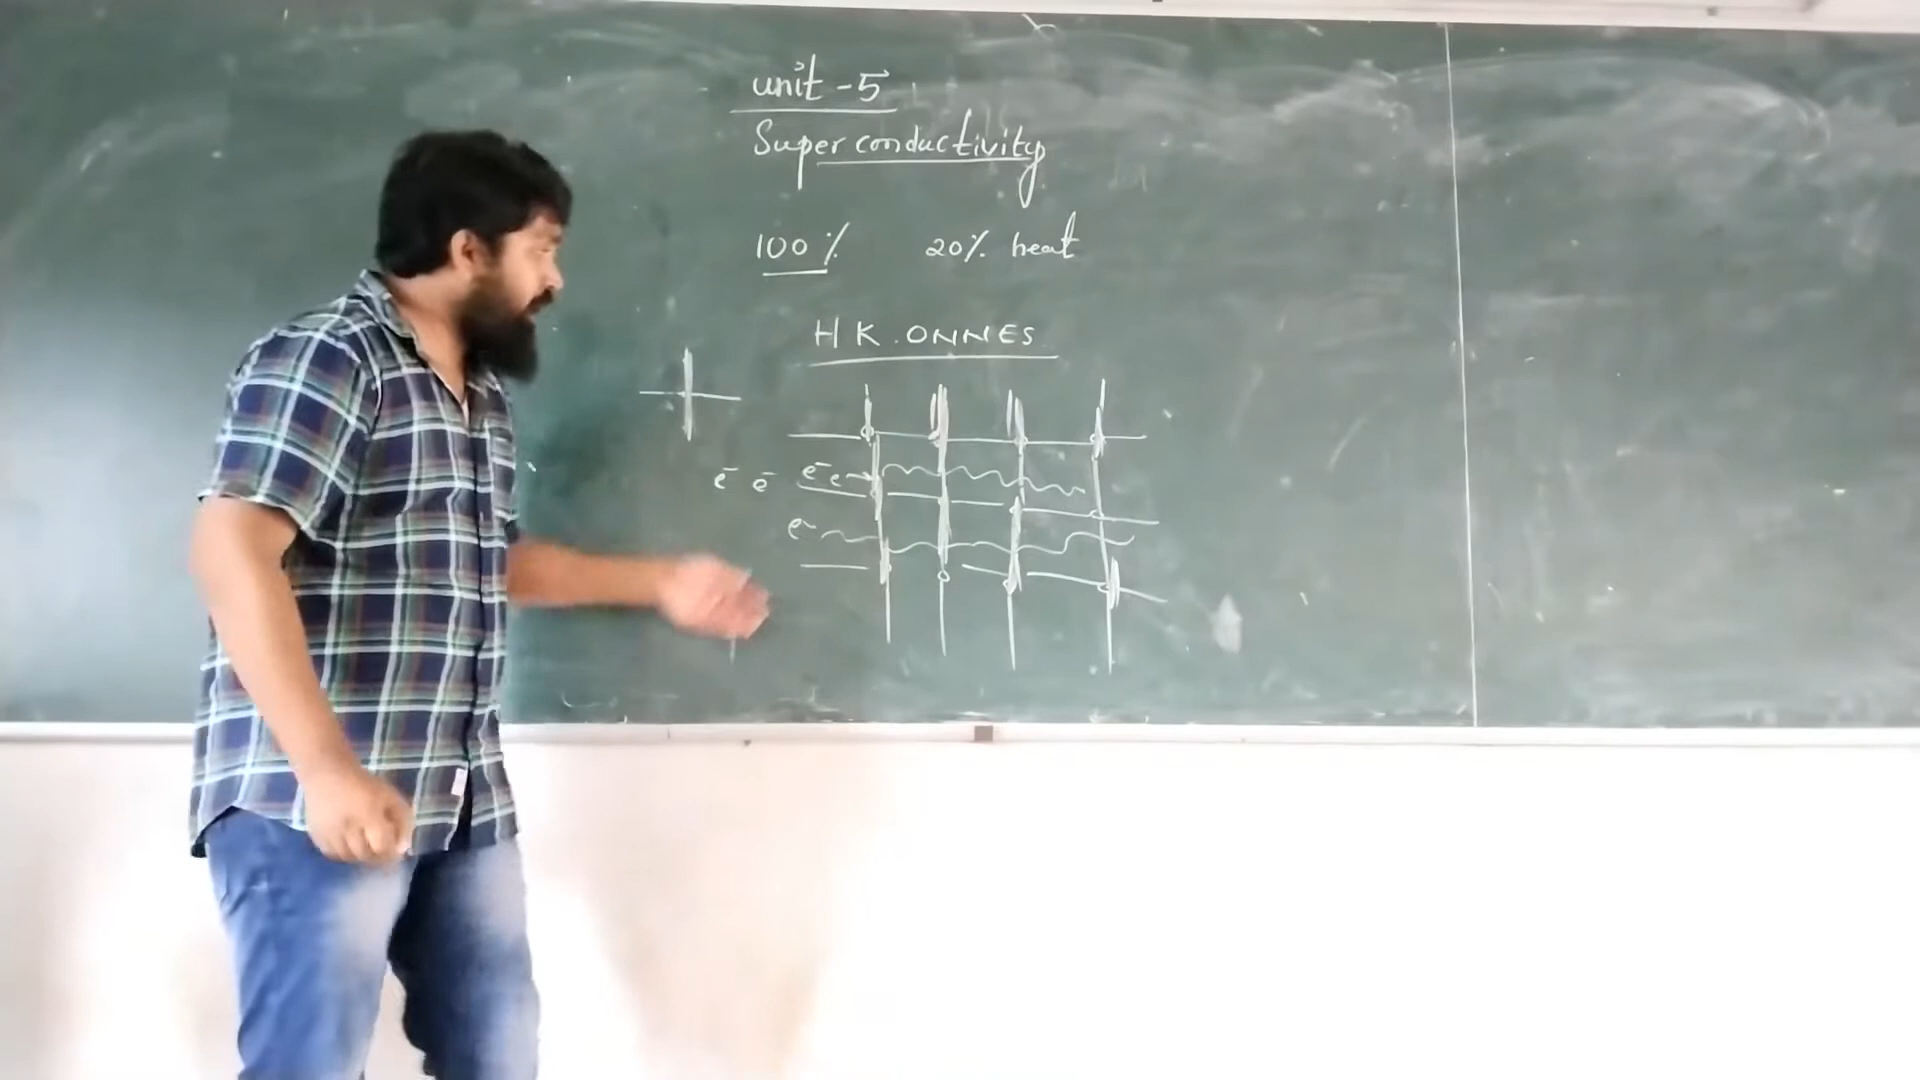 unit - 5
Super conductivity
100 % 20% heat
H K. ONNES
e⁻ e⁻ e⁻ e
e